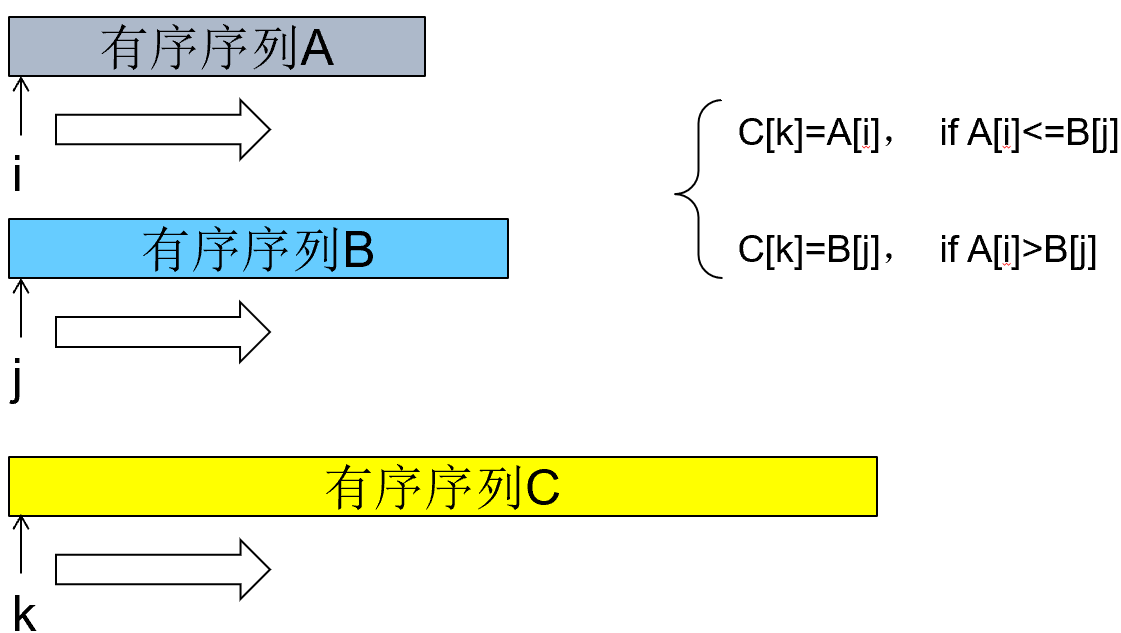 有序序列A
i
C[k]=A[i]， if A[i]<=B[j]
有序序列B
C[k]=B[j]， if A[i]>B[j]
j
有序序列C
k